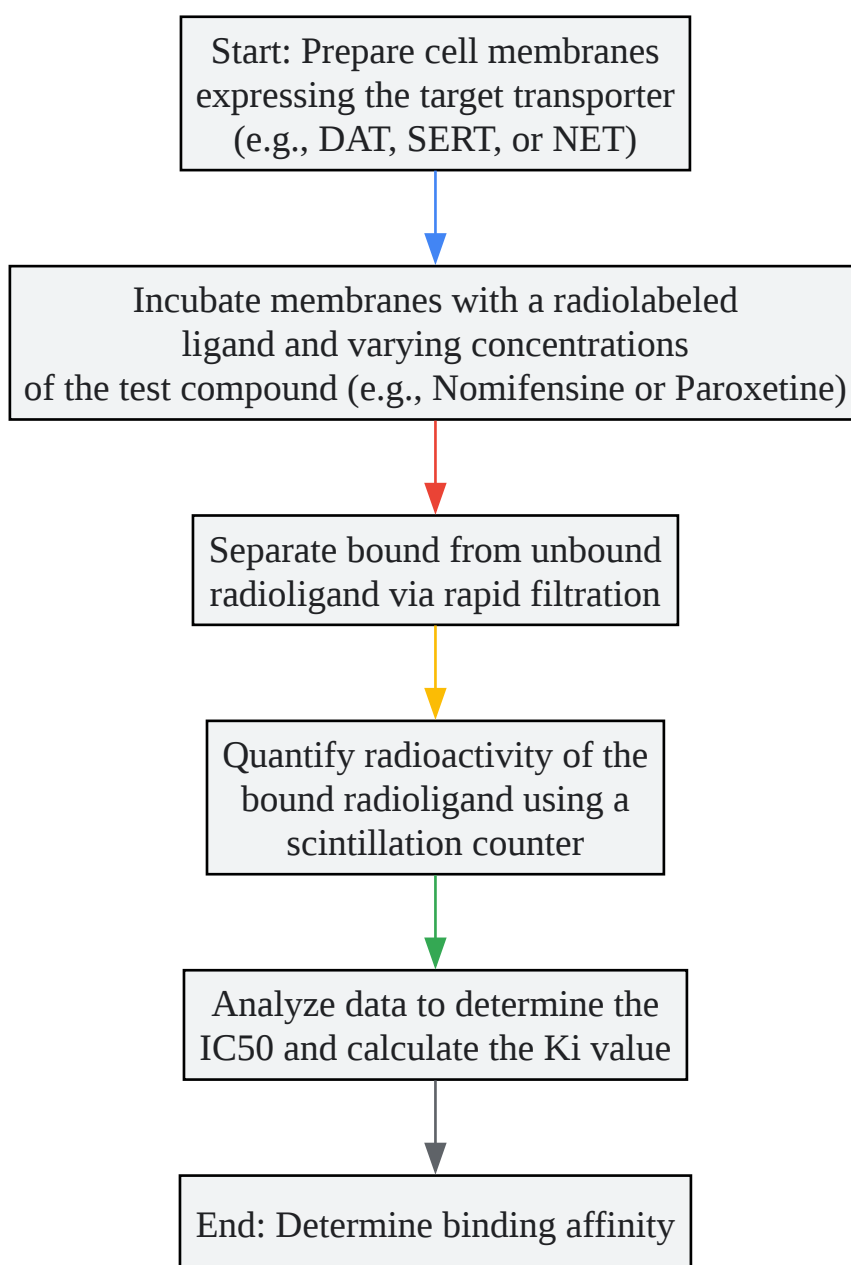 Start: Prepare cell membranes
expressing the target transporter
(e.g., DAT, SERT, or NET)
Incubate membranes with a radiolabeled
ligand and varying concentrations
of the test compound (e.g., Nomifensine or Paroxetine)
Separate bound from unbound
radioligand via rapid filtration
Quantify radioactivity of the
bound radioligand using a
scintillation counter
Analyze data to determine the
IC50 and calculate the Ki value
End: Determine binding affinity